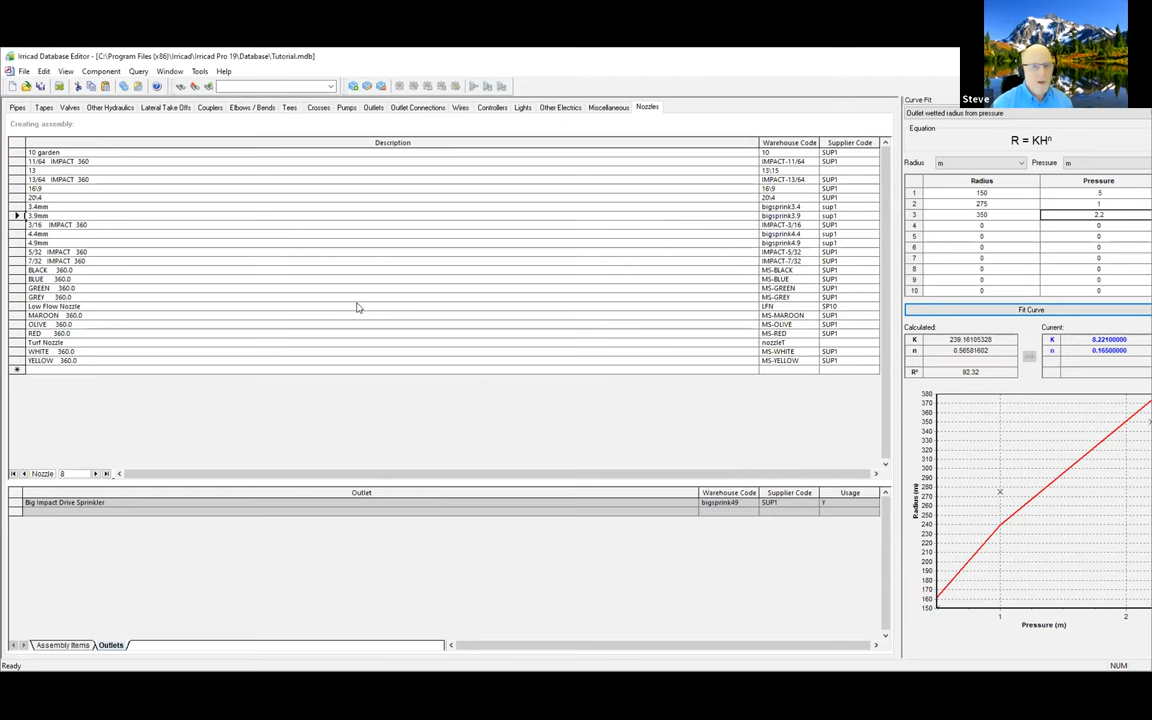 Irricad Database Editor - [C:\Program Files (x86)\Irricad\Irricad Pro 19\Database\Tutorial.mdb]
File Edit View Component Query Window Tools Help
Pipes Tapes Valves Other Hydraulics Lateral Take Offs Couplers Elbows / Bends Tees Crosses Pumps Outlets Outlet Connections Wires Controllers Lights Other Electrics Miscellaneous Nozzles
Creating assembly:
Description Warehouse Code Supplier Code
10 garden 10 SUP1
11/64 IMPACT 360 IMPACT-11/64 SUP1
13 13\15
13/64 IMPACT 360 IMPACT-13/64 SUP1
16\9 16\9 SUP1
20\4 20\4 SUP1
3.4mm bigsprink3.4 sup1
3.9mm bigsprink3.9 sup1
3/16 IMPACT 360 IMPACT-3/16 SUP1
4.4mm bigsprink4.4 sup1
4.9mm bigsprink4.9 sup1
5/32 IMPACT 360 IMPACT-5/32 SUP1
7/32 IMPACT 360 IMPACT-7/32 SUP1
BLACK 360.0 MS-BLACK SUP1
BLUE 360.0 MS-BLUE SUP1
GREEN 360.0 MS-GREEN SUP1
GREY 360.0 MS-GREY SUP1
Low Flow Nozzle LFN SP10
MAROON 360.0 MS-MAROON SUP1
OLIVE 360.0 MS-OLIVE SUP1
RED 360.0 MS-RED SUP1
Turf Nozzle nozzleT
WHITE 360.0 MS-WHITE SUP1
YELLOW 360.0 MS-YELLOW SUP1
Nozzle 8
Outlet Warehouse Code Supplier Code Usage
Big Impact Drive Sprinkler bigsprink49 SUP1 Y
Assembly Items Outlets
Ready NUM
Steve
Curve Fit
Outlet wetted radius from pressure
Equation
R = KHⁿ
Radius m Pressure m
Radius Pressure
1 150 .5
2 275 1
3 350 2.2
4 0 0
5 0 0
6 0 0
7 0 0
8 0 0
9 0 0
10 0 0
Fit Curve
Calculated: Current:
K 239.16105328 K 8.22100000
n 0.56581602 n 0.16500000
R² 92.32
Radius (m)
380
370
360
350
340
330
320
310
300
290
280
270
260
250
240
230
220
210
200
190
180
170
160
150
1 2
Pressure (m)